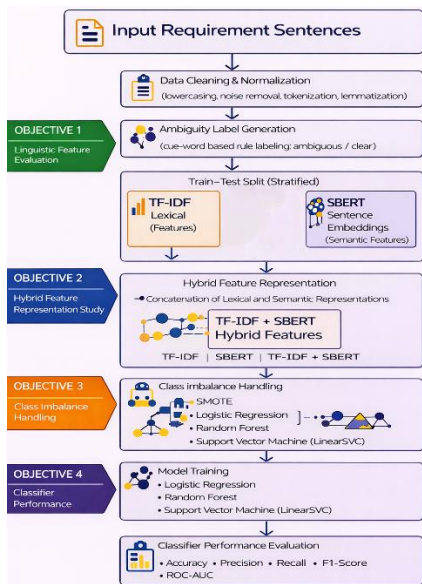 Input Requirement Sentences
Data Cleaning & Normalization
(lowercasing, noise removal, tokenization, lemmatization)
OBJECTIVE 1
Linguistic Feature
Evaluation
Ambiguity Label Generation
(cue-word based rule labeling: ambiguous / clear)
Train–Test Split (Stratified)
TF-IDF
Lexical
(Features)
SBERT
Sentence
Embeddings
(Semantic Features)
OBJECTIVE 2
Hybrid Feature
Representation Study
Hybrid Feature Representation
Concatenation of Lexical and Semantic Representations
TF-IDF + SBERT
Hybrid Features
TF-IDF | SBERT | TF-IDF + SBERT
OBJECTIVE 3
Class Imbalance
Handling
Class imbalance Handling
• SMOTE
• Logistic Regression
• Random Forest
• Support Vector Machine (LinearSVC)
OBJECTIVE 4
Classifier
Performance
Model Training
• Logistic Regression
• Random Forest
• Support Vector Machine (LinearSVC)
Classifier Performance Evaluation
• Accuracy • Precision • Recall • F1-Score
• ROC-AUC